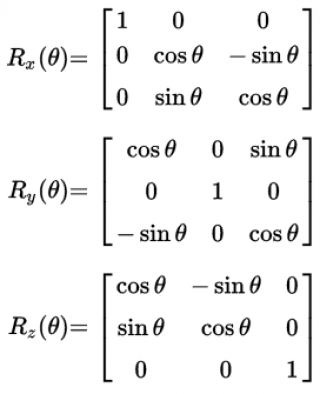 1 0 0
R_x(θ)= 0 cos θ − sin θ
0 sin θ cos θ
cos θ 0 sin θ
R_y(θ)= 0 1 0
− sin θ 0 cos θ
cos θ − sin θ 0
R_z(θ)= sin θ cos θ 0
0 0 1